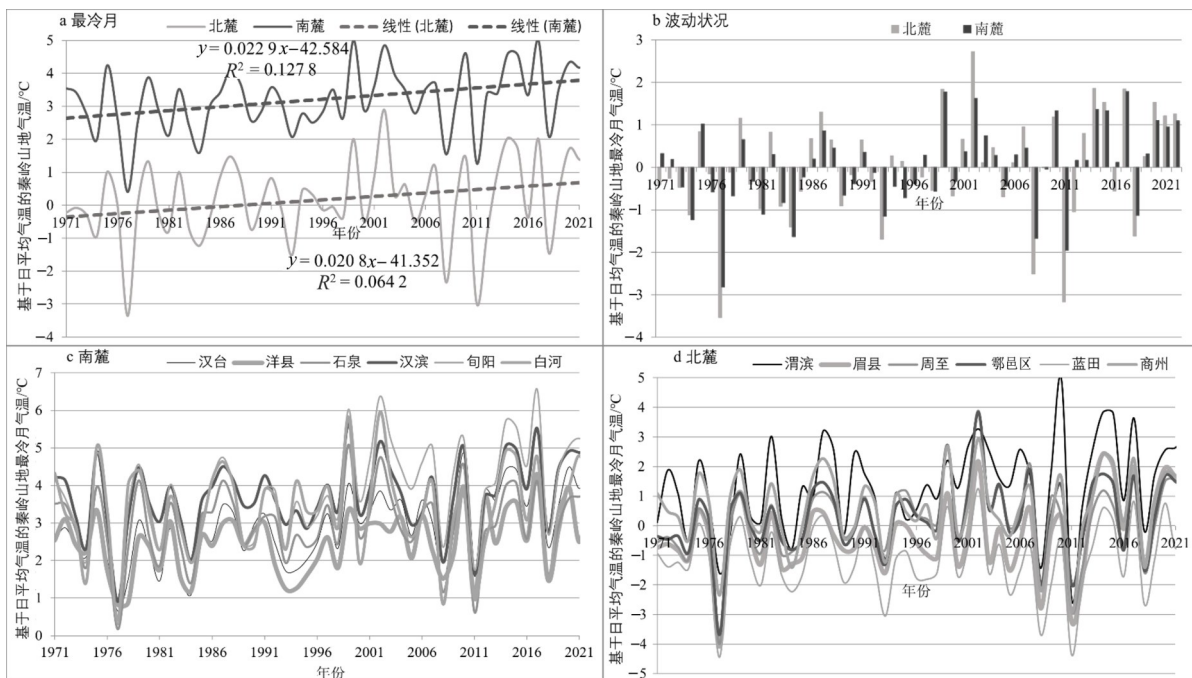 a 最冷月
北麓 南麓 线性 (北麓) 线性 (南麓)
y = 0.022 9x−42.584
R² = 0.127 8
基于日平均气温的秦岭山地气温/°C
5
4
3
2
1
0
−1
−2
−3
−4
1971 1976 1981 1986 1991 1996 2001 2006 2011 2016 2021
年份
y = 0.020 8x−41.352
R² = 0.064 2
b 波动状况
北麓 南麓
基于日均气温的秦岭山地最冷月气温/°C
4
3
2
1
0
−1
−2
−3
−4
1971 1976 1981 1986 1991 1996 2001 2006 2011 2016 2021
年份
c 南麓
汉台 洋县 石泉 汉滨 旬阳 白河
基于日平均气温的秦岭山地最冷月气温/°C
7
6
5
4
3
2
1
0
1971 1976 1981 1986 1991 1996 2001 2006 2011 2016 2021
年份
d 北麓
渭滨 眉县 周至 鄠邑区 蓝田 商州
基于日平均气温的秦岭山地最冷月气温/°C
5
4
3
2
1
0
−1
−2
−3
−4
−5
1971 1976 1981 1986 1991 1996 2001 2006 2011 2016 2021
年份